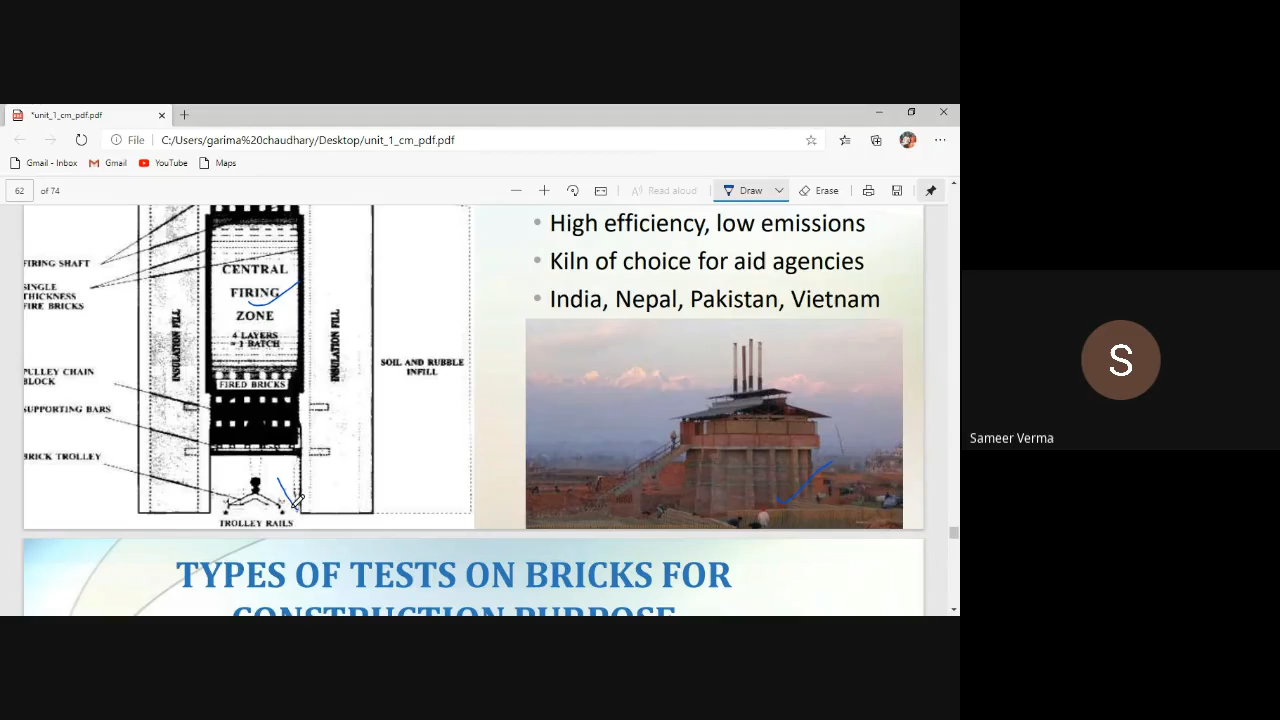 *unit_1_cm_pdf.pdf
File
C:/Users/garima%20chaudhary/Desktop/unit_1_cm_pdf.pdf
Gmail - Inbox
Gmail
YouTube
Maps
62 of 74
Read aloud
Draw
Erase
FIRING SHAFT
SINGLE
THICKNESS
FIRE BRICKS
PULLEY CHAIN
BLOCK
SUPPORTING BARS
BRICK TROLLEY
INSULATION FILL
CENTRAL
FIRING
ZONE
4 LAYERS
= 1 BATCH
FIRED BRICKS
TROLLEY RAILS
INSULATION FILL
SOIL AND RUBBLE
INFILL
• High efficiency, low emissions
• Kiln of choice for aid agencies
• India, Nepal, Pakistan, Vietnam
TYPES OF TESTS ON BRICKS FOR
CONSTRUCTION PURPOSE
S
Sameer Verma